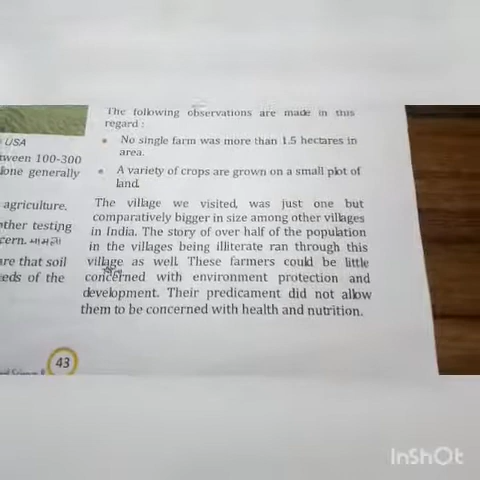 The following observations are made in this
regard :
• No single farm was more than 1.5 hectares in
area.
• A variety of crops are grown on a small plot of
land.
The village we visited, was just one but
comparatively bigger in size among other villages
in India. The story of over half of the population
in the villages being illiterate ran through this
village as well. These farmers could be little
concerned with environment protection and
development. Their predicament did not allow
them to be concerned with health and nutrition.
USA
tween 100-300
done generally
agriculture.
other testing
cern.
are that soil
eeds of the
43
InShOt